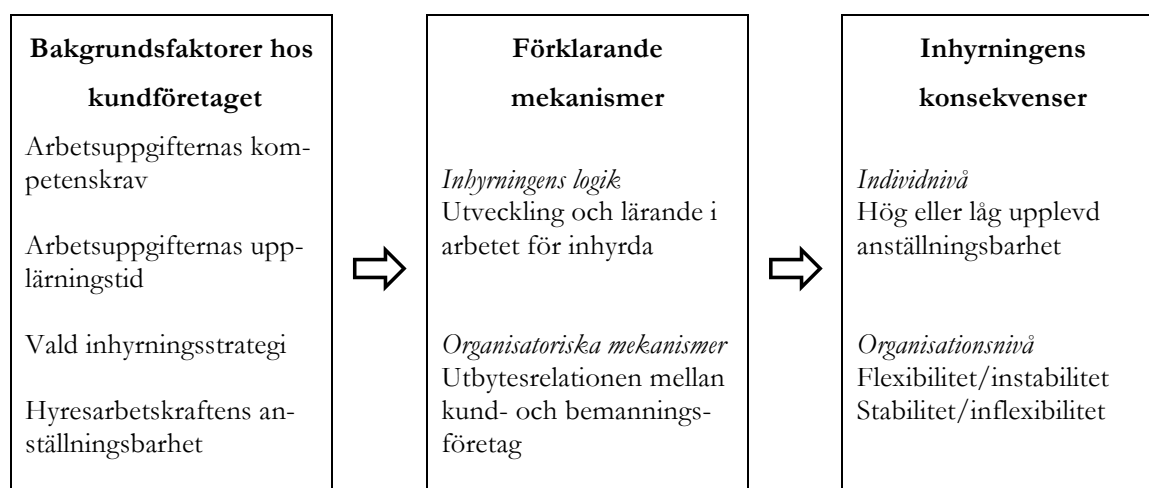 Bakgrundsfaktorer hos
kundföretaget
Arbetsuppgifternas kom-
petenskrav
Arbetsuppgifternas upp-
lärningstid
Vald inhyrningsstrategi
Hyresarbetskraftens an-
ställningsbarhet
Förklarande
mekanismer
Inhyrningens logik
Utveckling och lärande i
arbetet för inhyrda
Organisatoriska mekanismer
Utbytesrelationen mellan
kund- och bemannings-
företag
Inhyrningens
konsekvenser
Individnivå
Hög eller låg upplevd
anställningsbarhet
Organisationsnivå
Flexibilitet/instabilitet
Stabilitet/inflexibilitet